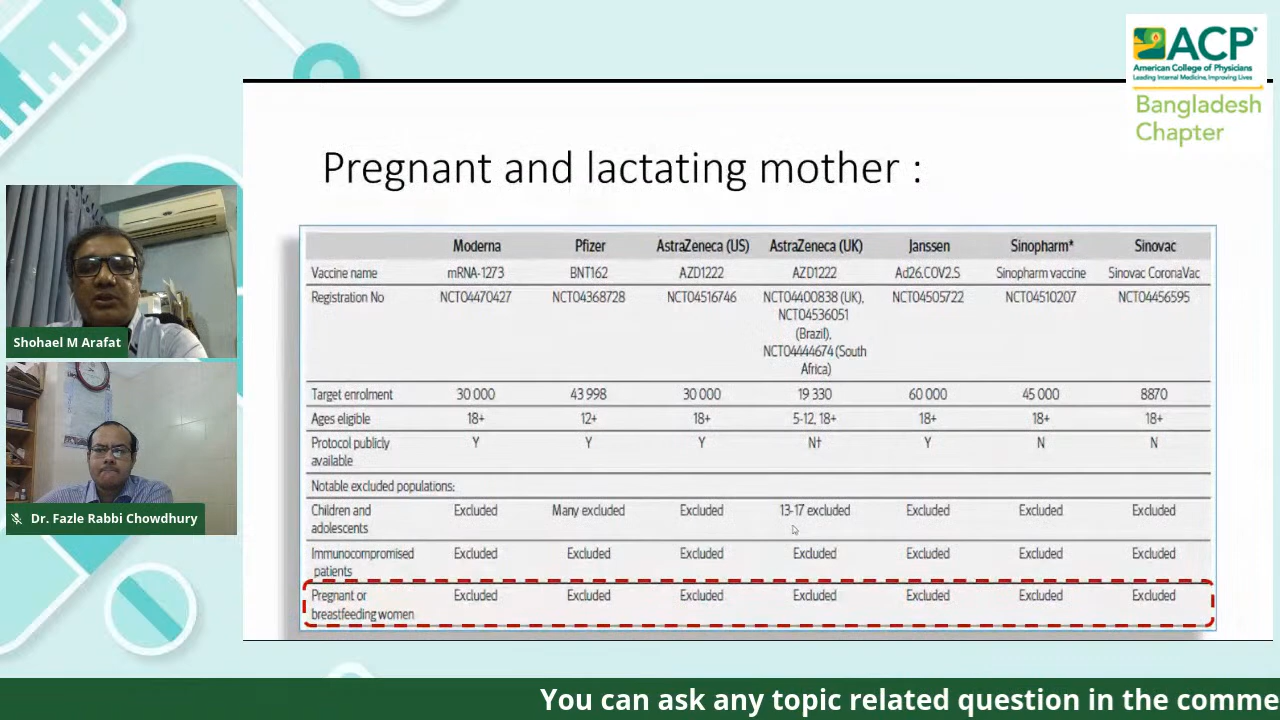 ACP®
American College of Physicians
Leading Internal Medicine, Improving Lives
Bangladesh
Chapter
Pregnant and lactating mother :
Moderna Pfizer AstraZeneca (US) AstraZeneca (UK) Janssen Sinopharm* Sinovac
Vaccine name mRNA-1273 BNT162 AZD1222 AZD1222 Ad26.COV2.S Sinopharm vaccine Sinovac CoronaVac
Registration No NCT04470427 NCT04368728 NCT04516746 NCT04400838 (UK), NCT04505722 NCT04510207 NCT04456595
NCT04536051
(Brazil),
NCT04444674 (South
Africa)
Target enrolment 30 000 43 998 30 000 19 330 60 000 45 000 8870
Ages eligible 18+ 12+ 18+ 5-12, 18+ 18+ 18+ 18+
Protocol publicly Y Y Y N† Y N N
available
Notable excluded populations:
Children and Excluded Many excluded Excluded 13-17 excluded Excluded Excluded Excluded
adolescents
Immunocompromised Excluded Excluded Excluded Excluded Excluded Excluded Excluded
patients
Pregnant or Excluded Excluded Excluded Excluded Excluded Excluded Excluded
breastfeeding women
Shohael M Arafat
Dr. Fazle Rabbi Chowdhury
You can ask any topic related question in the comme